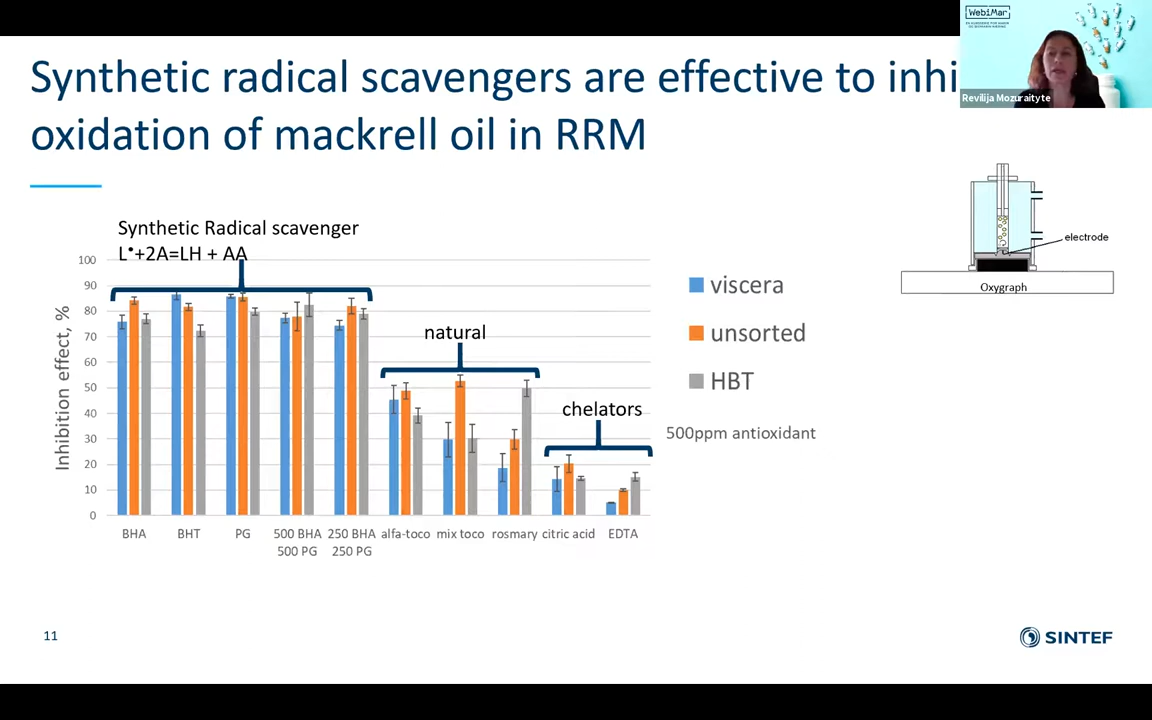 Synthetic radical scavengers are effective to inhi
oxidation of mackrell oil in RRM
WebiMar
Revilija Mozuraityte
Synthetic Radical scavenger
L•+2A=LH + AA
natural
chelators
Inhibition effect, %
100
90
80
70
60
50
40
30
20
10
0
BHA
BHT
PG
500 BHA
500 PG
250 BHA
250 PG
alfa-toco
mix toco
rosmary
citric acid
EDTA
viscera
unsorted
HBT
500ppm antioxidant
electrode
Oxygraph
11
SINTEF